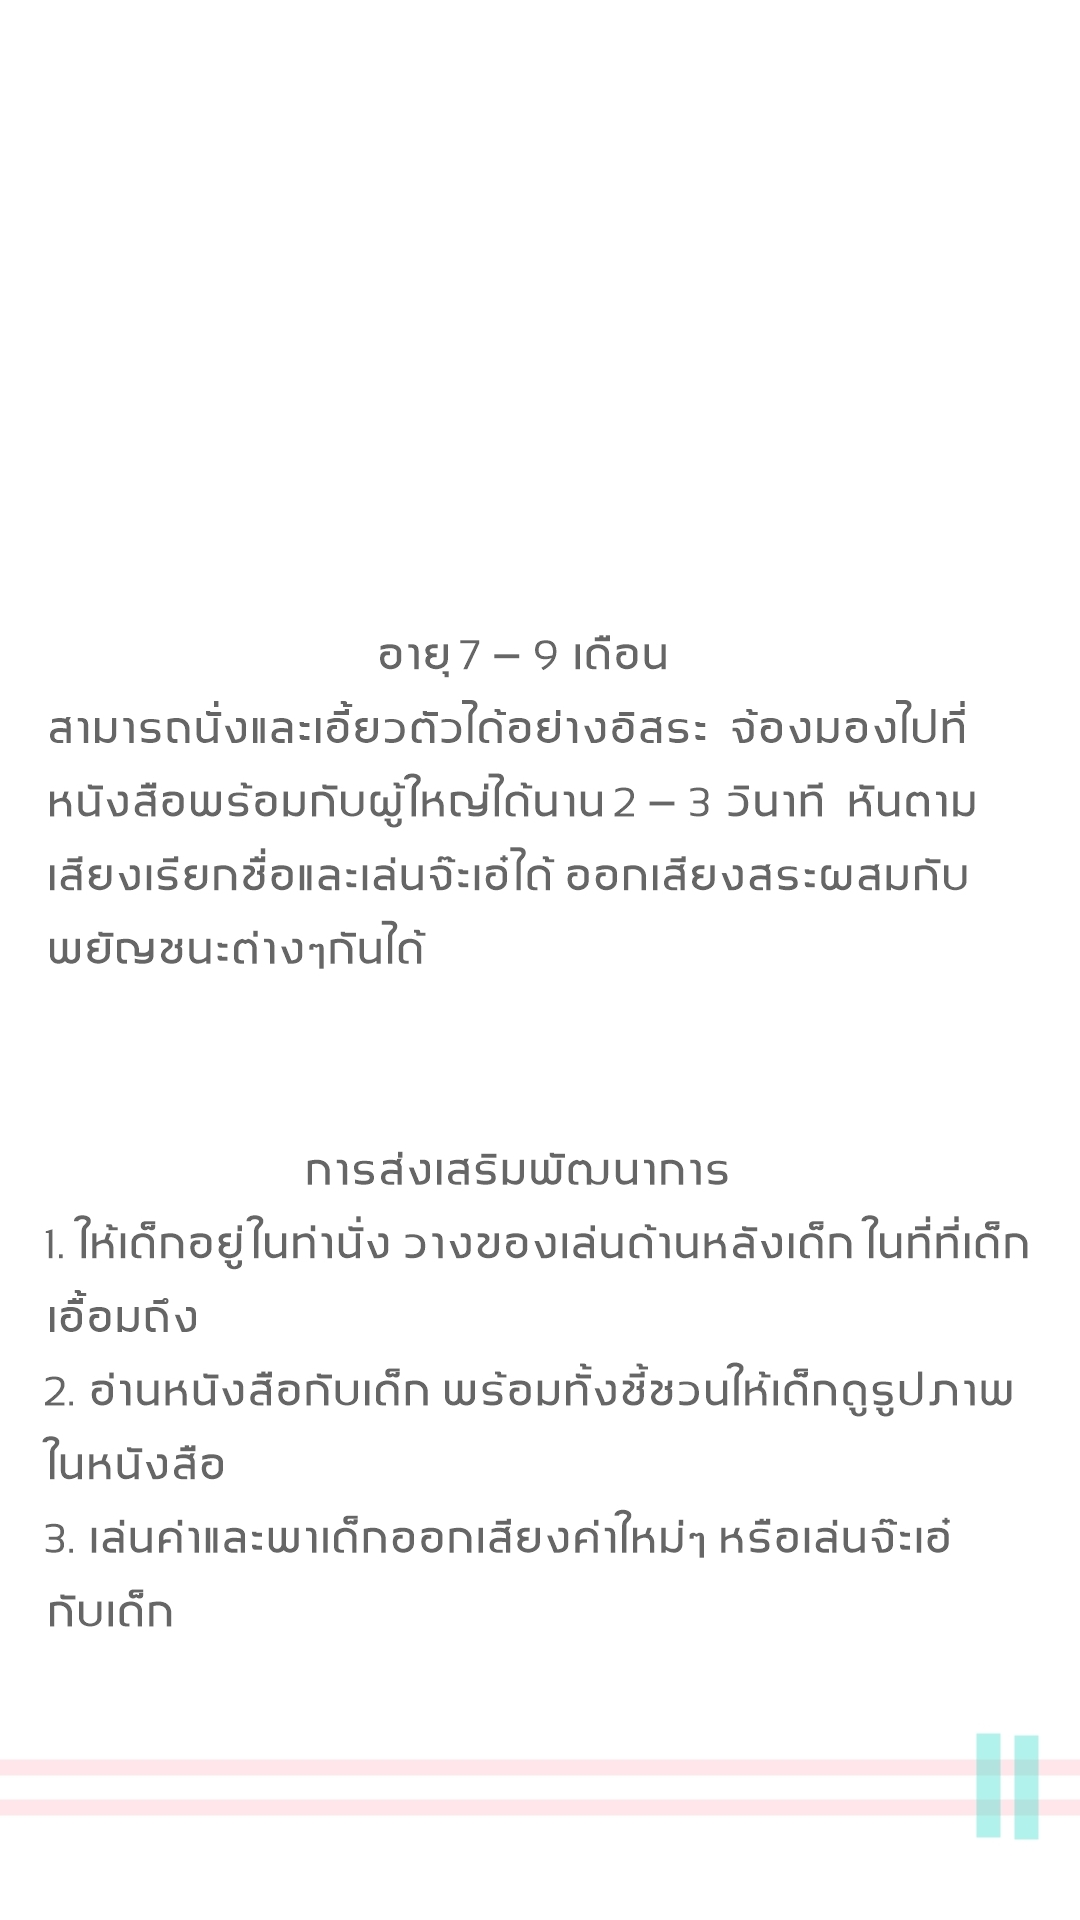 อายุ 7 – 9 เดือน
สามารถนั่งและเอี้ยวตัวได้อย่างอิสระ จ้องมองไปที่
หนังสือพร้อมกับผู้ใหญ่ได้นาน 2 – 3 วินาที หันตาม
เสียงเรียกชื่อและเล่นจ๊ะเอ๋ได้ ออกเสียงสระผสมกับ
พยัญชนะต่างๆกันได้
การส่งเสริมพัฒนาการ
1. ให้เด็กอยู่ในท่านั่ง วางของเล่นด้านหลังเด็ก ในที่ที่เด็ก
เอื้อมถึง
2. อ่านหนังสือกับเด็ก พร้อมทั้งชี้ชวนให้เด็กดูรูปภาพ
ในหนังสือ
3. เล่นค่าและพาเด็กออกเสียงค่าใหม่ๆ หรือเล่นจ๊ะเอ๋
กับเด็ก